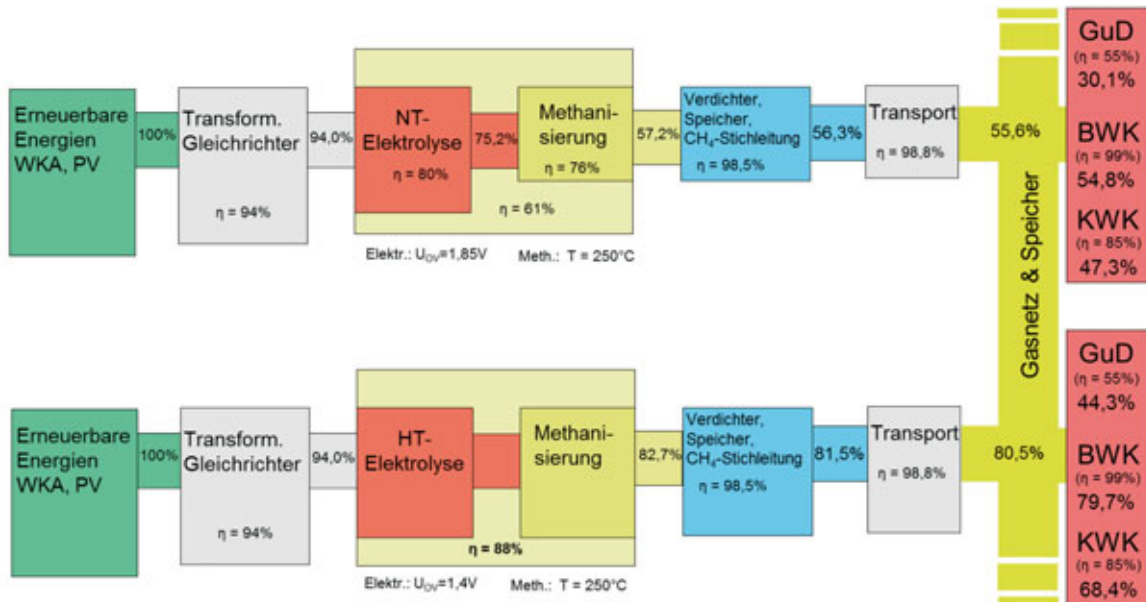 Erneuerbare
Energien
WKA, PV
100%
Transform.
Gleichrichter
η = 94%
94,0%
NT-
Elektrolyse
η = 80%
75,2%
Methani-
sierung
η = 76%
η = 61%
Elektr.: U_OV=1,85V
Meth.: T = 250°C
57,2%
Verdichter,
Speicher,
CH₄-Stichleitung
η = 98,5%
56,3%
Transport
η = 98,8%
55,6%
GuD
(η = 55%)
30,1%
BWK
(η = 99%)
54,8%
KWK
(η = 85%)
47,3%
Gasnetz & Speicher
Erneuerbare
Energien
WKA, PV
100%
Transform.
Gleichrichter
η = 94%
94,0%
HT-
Elektrolyse
Methani-
sierung
η = 88%
Elektr.: U_OV=1,4V
Meth.: T = 250°C
82,7%
Verdichter,
Speicher,
CH₄-Stichleitung
η = 98,5%
81,5%
Transport
η = 98,8%
80,5%
GuD
(η = 55%)
44,3%
BWK
(η = 99%)
79,7%
KWK
(η = 85%)
68,4%